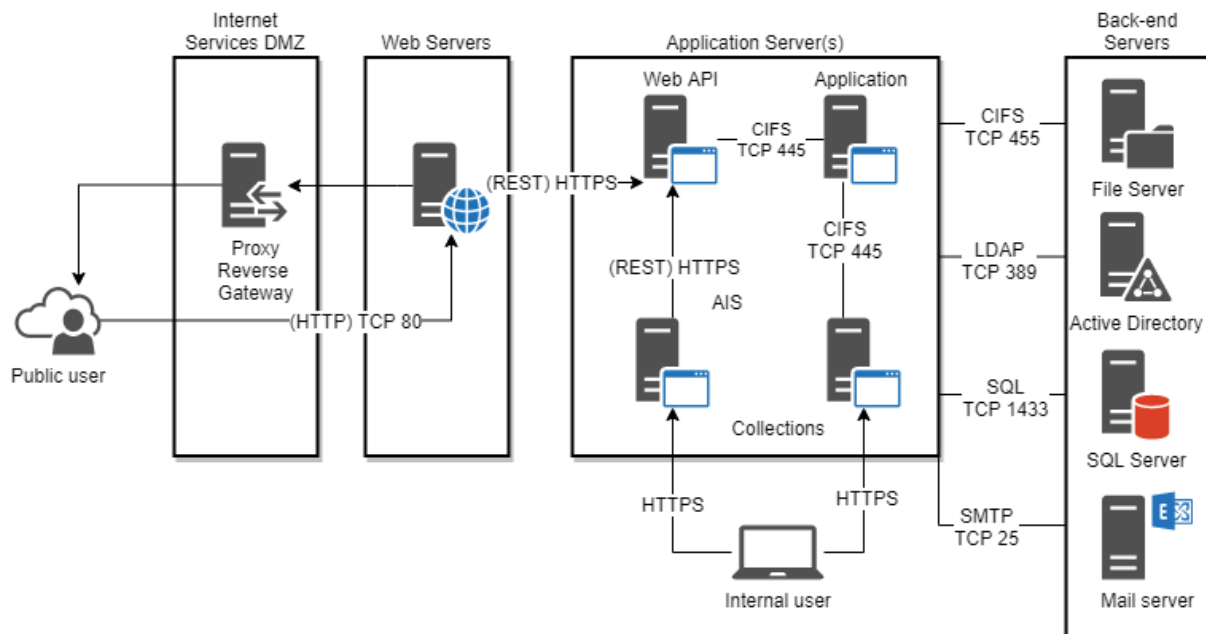 Internet
Services DMZ
Web Servers
Application Server(s)
Back-end
Servers
Web API
Application
CIFS
TCP 445
CIFS
TCP 455
File Server
(REST) HTTPS
Proxy
Reverse
Gateway
CIFS
TCP 445
LDAP
TCP 389
(REST) HTTPS
AIS
Active Directory
(HTTP) TCP 80
Public user
SQL
TCP 1433
Collections
SQL Server
HTTPS
HTTPS
SMTP
TCP 25
E
Internal user
Mail server